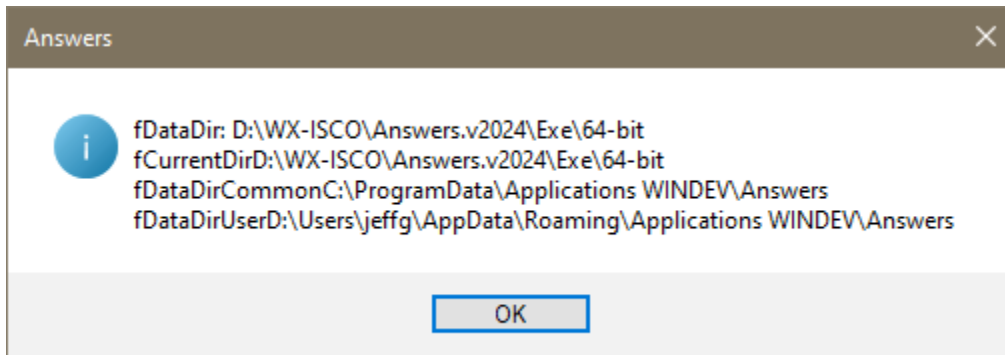 Answers
fDataDir: D:\WX-ISCO\Answers.v2024\Exe\64-bit
fCurrentDirD:\WX-ISCO\Answers.v2024\Exe\64-bit
fDataDirCommonC:\ProgramData\Applications WINDEV\Answers
fDataDirUserD:\Users\jeffg\AppData\Roaming\Applications WINDEV\Answers
OK